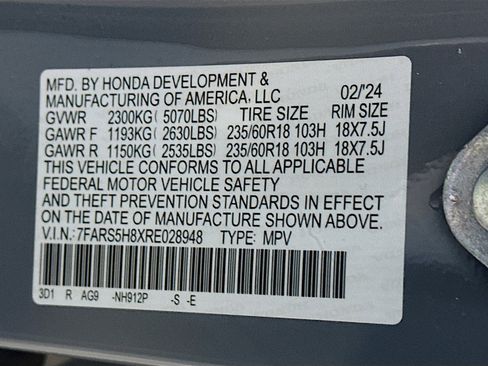 MFD. BY HONDA DEVELOPMENT &
MANUFACTURING OF AMERICA, LLC 02/'24
GVWR 2300KG ( 5070LBS) TIRE SIZE RIM SIZE
GAWR F 1193KG ( 2630LBS) 235/60R18 103H 18X7.5J
GAWR R 1150KG ( 2535LBS) 235/60R18 103H 18X7.5J
THIS VEHICLE CONFORMS TO ALL APPLICABLE
FEDERAL MOTOR VEHICLE SAFETY
AND THEFT PREVENTION STANDARDS IN EFFECT
ON THE DATE OF MANUFACTURE SHOWN ABOVE.
V.I.N.:7FARS5H8XRE028948 TYPE: MPV
3D1 R AG9 -NH912P -S -E